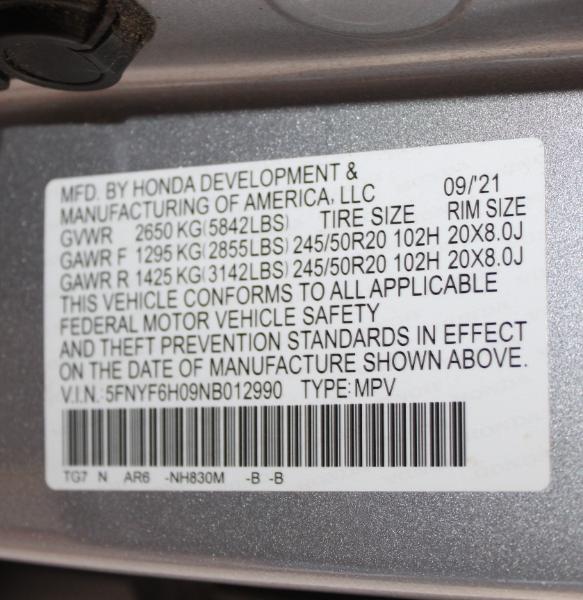 MFD. BY HONDA DEVELOPMENT &
MANUFACTURING OF AMERICA, LLC 09/'21
GVWR 2650 KG(5842LBS) TIRE SIZE RIM SIZE
GAWR F 1295 KG(2855LBS) 245/50R20 102H 20X8.0J
GAWR R 1425 KG(3142LBS) 245/50R20 102H 20X8.0J
THIS VEHICLE CONFORMS TO ALL APPLICABLE
FEDERAL MOTOR VEHICLE SAFETY
AND THEFT PREVENTION STANDARDS IN EFFECT
ON THE DATE OF MANUFACTURE SHOWN ABOVE.
V.I.N.: 5FNYF6H09NB012990 TYPE: MPV
TG7 N AR6 -NH830M -B -B